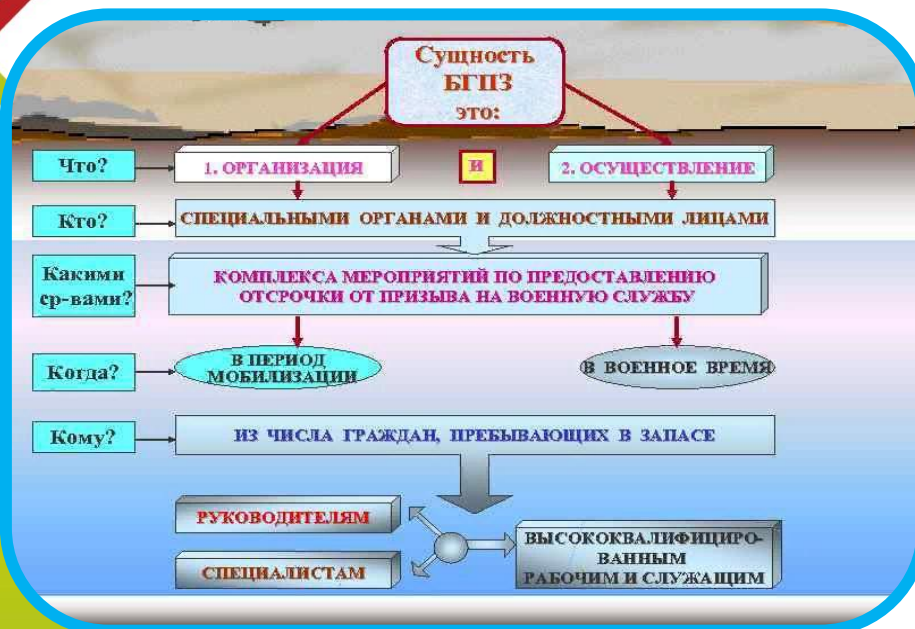 Сущность
БГПЗ
это:
Что?
1. ОРГАНИЗАЦИЯ
И
2. ОСУЩЕСТВЛЕНИЕ
Кто?
СПЕЦИАЛЬНЫМИ ОРГАНАМИ И ДОЛЖНОСТНЫМИ ЛИЦАМИ
Какими
ср-вами?
КОМПЛЕКСА МЕРОПРИЯТИЙ ПО ПРЕДОСТАВЛЕНИЮ
ОТСРОЧКИ ОТ ПРИЗЫВА НА ВОЕННУЮ СЛУЖБУ
Когда?
В ПЕРИОД
МОБИЛИЗАЦИИ
В ВОЕННОЕ ВРЕМЯ
Кому?
ИЗ ЧИСЛА ГРАЖДАН, ПРЕБЫВАЮЩИХ В ЗАПАСЕ
РУКОВОДИТЕЛЯМ
СПЕЦИАЛИСТАМ
ВЫСОКОКВАЛИФИЦИРО-
ВАННЫМ
РАБОЧИМ И СЛУЖАЩИМ